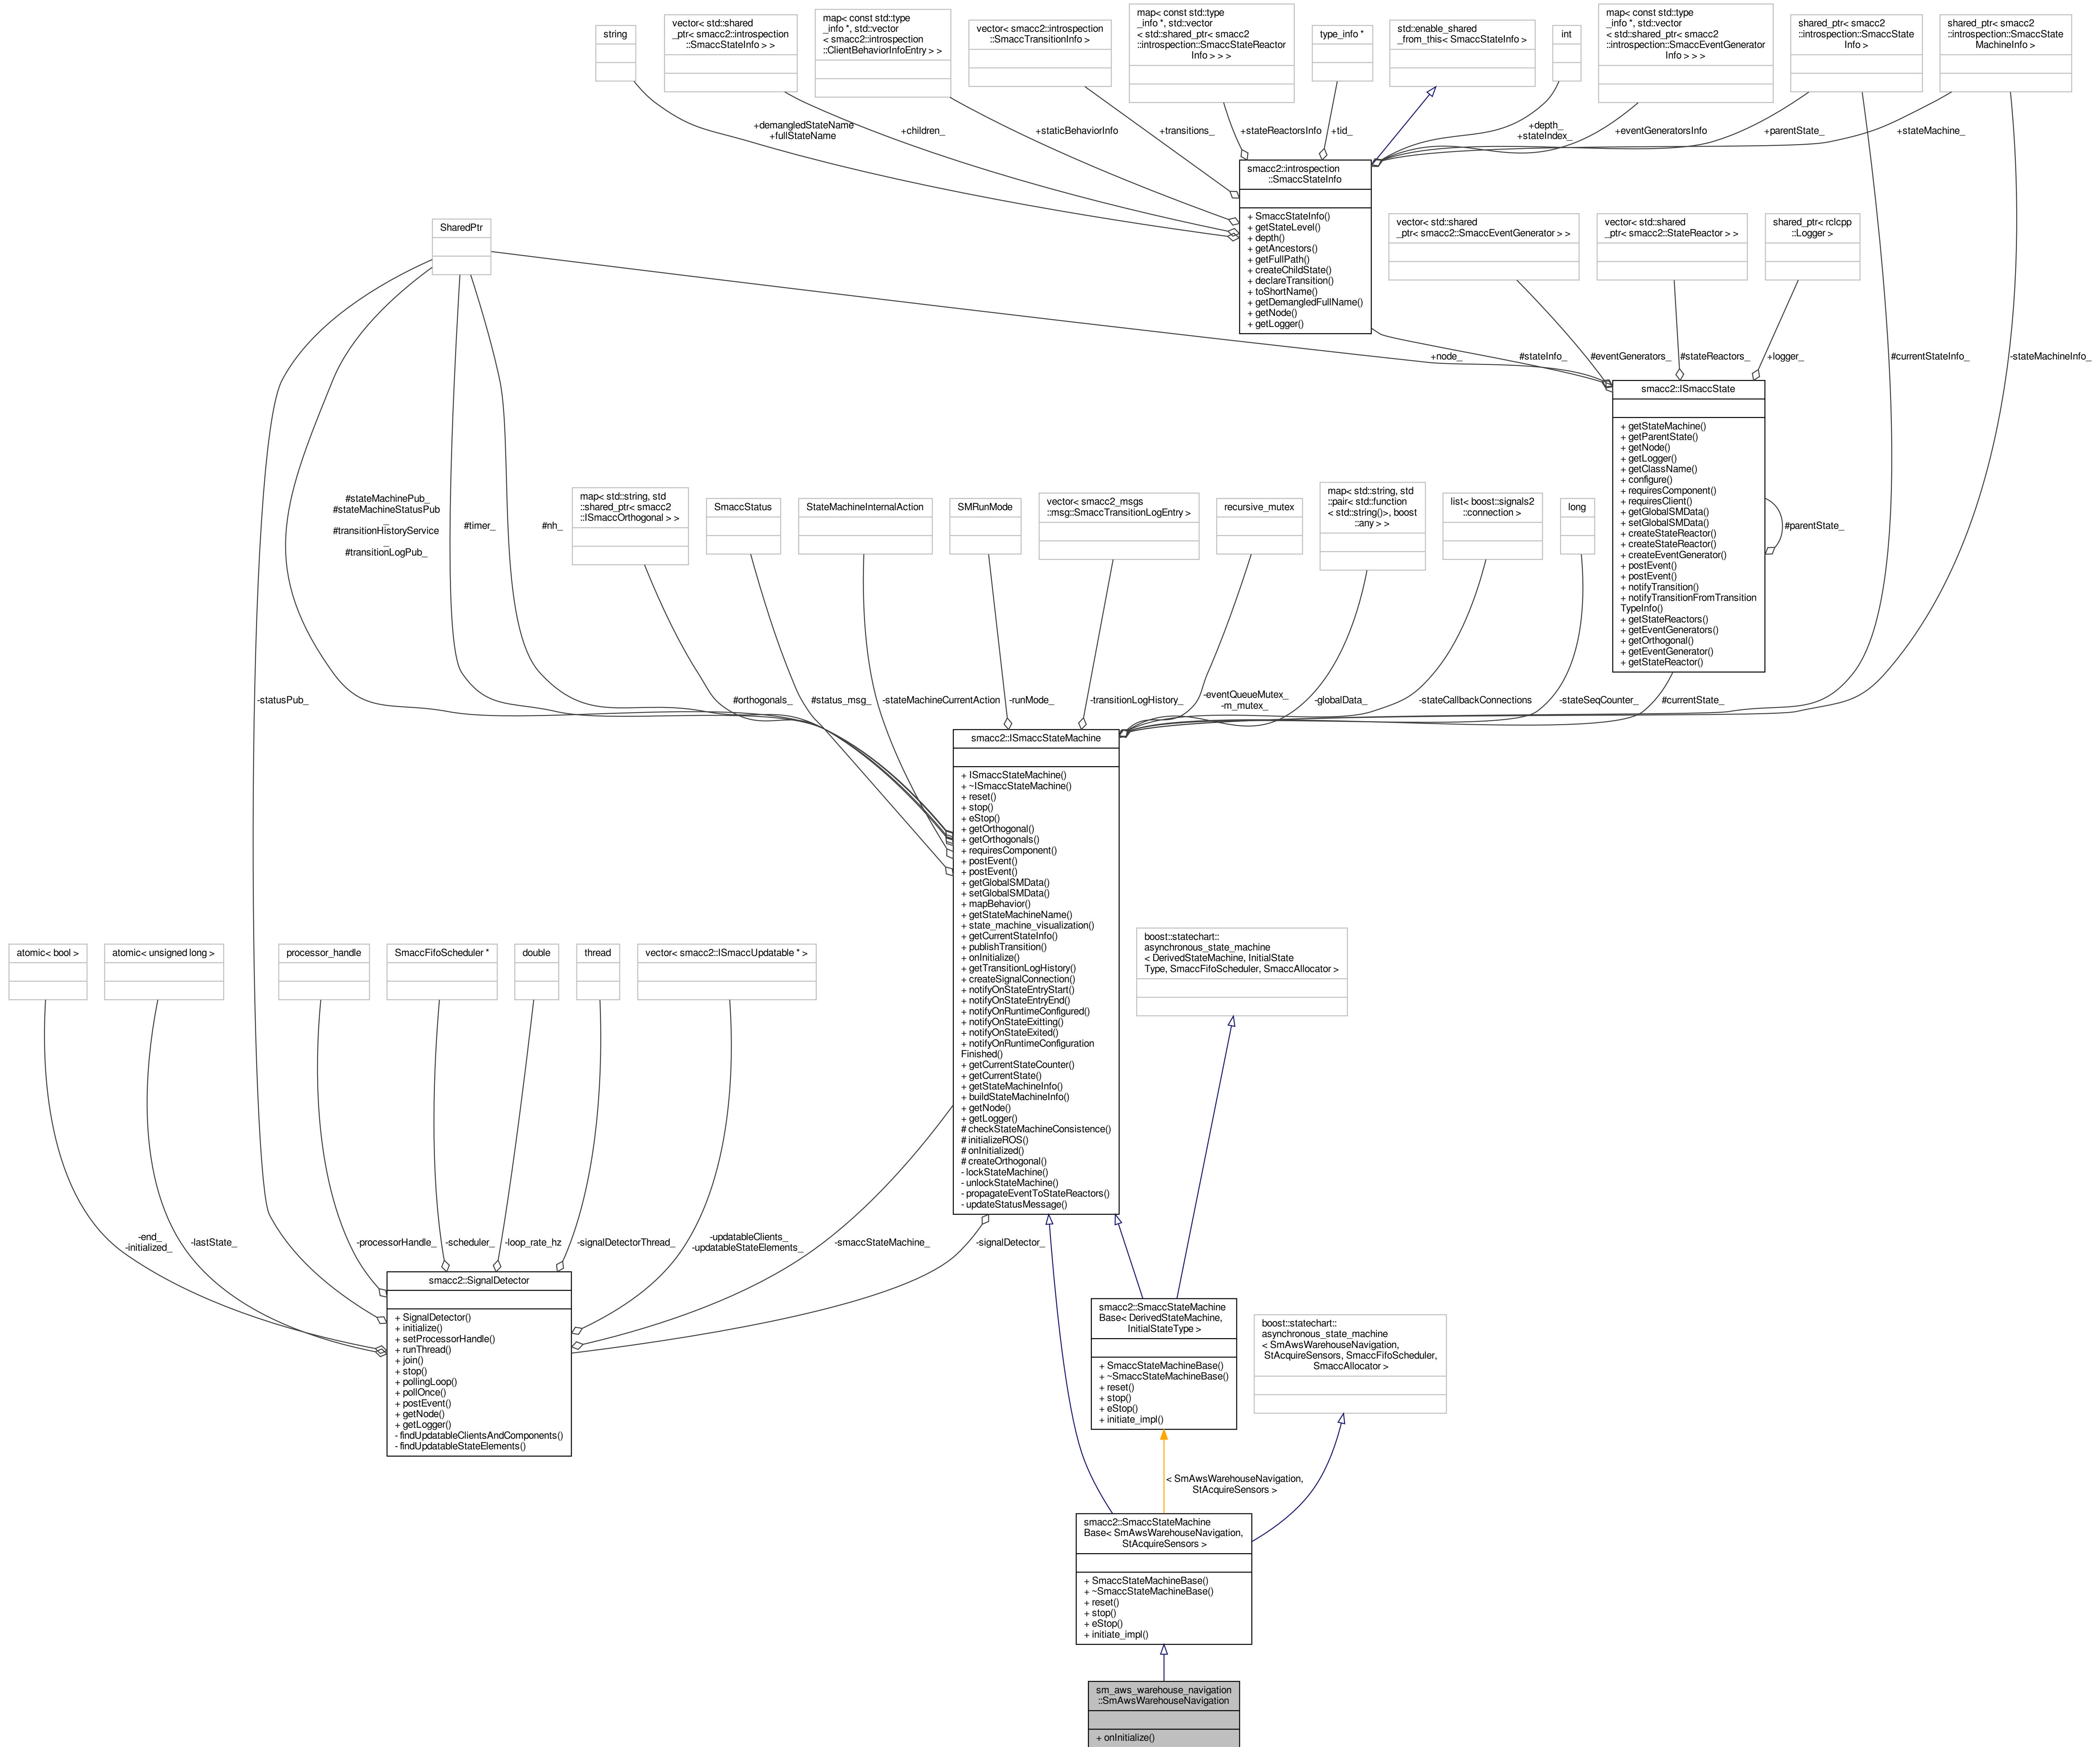 string
vector< std::shared
_ptr< smacc2::introspection
::SmaccStateInfo > >
map< const std::type
_info *, std::vector
< smacc2::introspection
::ClientBehaviorInfoEntry > >
vector< smacc2::introspection
::SmaccTransitionInfo >
map< const std::type
_info *, std::vector
< std::shared_ptr< smacc2
::introspection::SmaccStateReactor
Info > > >
type_info *
std::enable_shared
_from_this< SmaccStateInfo >
int
map< const std::type
_info *, std::vector
< std::shared_ptr< smacc2
::introspection::SmaccEventGenerator
Info > > >
shared_ptr< smacc2
::introspection::SmaccState
Info >
shared_ptr< smacc2
::introspection::SmaccState
MachineInfo >
+demangledStateName
+fullStateName
+children_
+staticBehaviorInfo
+transitions_
+stateReactorsInfo
+tid_
+depth_
+stateIndex_
+eventGeneratorsInfo
+parentState_
+stateMachine_
smacc2::introspection
::SmaccStateInfo
+ SmaccStateInfo()
+ getStateLevel()
+ depth()
+ getAncestors()
+ getFullPath()
+ createChildState()
+ declareTransition()
+ toShortName()
+ getDemangledFullName()
+ getNode()
+ getLogger()
SharedPtr
vector< std::shared
_ptr< smacc2::SmaccEventGenerator > >
vector< std::shared
_ptr< smacc2::StateReactor > >
shared_ptr< rclcpp
::Logger >
+node_
#stateInfo_
#eventGenerators_
#stateReactors_
+logger_
#currentStateInfo_
-stateMachineInfo_
smacc2::ISmaccState
+ getStateMachine()
+ getParentState()
+ getNode()
+ getLogger()
+ getClassName()
+ configure()
+ requiresComponent()
+ requiresClient()
+ getGlobalSMData()
+ setGlobalSMData()
+ createStateReactor()
+ createStateReactor()
+ createEventGenerator()
+ postEvent()
+ postEvent()
+ notifyTransition()
+ notifyTransitionFromTransition
TypeInfo()
+ getStateReactors()
+ getEventGenerators()
+ getOrthogonal()
+ getEventGenerator()
+ getStateReactor()
#parentState_
#stateMachinePub_
#stateMachineStatusPub
_
#transitionHistoryService
_
#transitionLogPub_
#timer_
#nh_
map< std::string, std
::shared_ptr< smacc2
::ISmaccOrthogonal > >
SmaccStatus
StateMachineInternalAction
SMRunMode
vector< smacc2_msgs
::msg::SmaccTransitionLogEntry >
recursive_mutex
map< std::string, std
::pair< std::function
< std::string()>, boost
::any > >
list< boost::signals2
::connection >
long
-statusPub_
#orthogonals_
#status_msg_
-stateMachineCurrentAction
-runMode_
-transitionLogHistory_
-eventQueueMutex_
-m_mutex_
-globalData_
-stateCallbackConnections
-stateSeqCounter_
#currentState_
smacc2::ISmaccStateMachine
+ ISmaccStateMachine()
+ ~ISmaccStateMachine()
+ reset()
+ stop()
+ eStop()
+ getOrthogonal()
+ getOrthogonals()
+ requiresComponent()
+ postEvent()
+ postEvent()
+ getGlobalSMData()
+ setGlobalSMData()
+ mapBehavior()
+ getStateMachineName()
+ state_machine_visualization()
+ getCurrentStateInfo()
+ publishTransition()
+ onInitialize()
+ getTransitionLogHistory()
+ createSignalConnection()
+ notifyOnStateEntryStart()
+ notifyOnStateEntryEnd()
+ notifyOnRuntimeConfigured()
+ notifyOnStateExitting()
+ notifyOnStateExited()
+ notifyOnRuntimeConfiguration
Finished()
+ getCurrentStateCounter()
+ getCurrentState()
+ getStateMachineInfo()
+ buildStateMachineInfo()
+ getNode()
+ getLogger()
# checkStateMachineConsistence()
# initializeROS()
# onInitialized()
# createOrthogonal()
- lockStateMachine()
- unlockStateMachine()
- propagateEventToStateReactors()
- updateStatusMessage()
atomic< bool >
atomic< unsigned long >
processor_handle
SmaccFifoScheduler *
double
thread
vector< smacc2::ISmaccUpdatable * >
boost::statechart::
asynchronous_state_machine
< DerivedStateMachine, InitialState
Type, SmaccFifoScheduler, SmaccAllocator >
-end_
-initialized_
-lastState_
-processorHandle_
-scheduler_
-loop_rate_hz
-signalDetectorThread_
-updatableClients_
-updatableStateElements_
-smaccStateMachine_
-signalDetector_
smacc2::SignalDetector
+ SignalDetector()
+ initialize()
+ setProcessorHandle()
+ runThread()
+ join()
+ stop()
+ pollingLoop()
+ pollOnce()
+ postEvent()
+ getNode()
+ getLogger()
- findUpdatableClientsAndComponents()
- findUpdatableStateElements()
smacc2::SmaccStateMachine
Base< DerivedStateMachine,
InitialStateType >
+ SmaccStateMachineBase()
+ ~SmaccStateMachineBase()
+ reset()
+ stop()
+ eStop()
+ initiate_impl()
boost::statechart::
asynchronous_state_machine
< SmAwsWarehouseNavigation,
StAcquireSensors, SmaccFifoScheduler,
SmaccAllocator >
< SmAwsWarehouseNavigation,
StAcquireSensors >
smacc2::SmaccStateMachine
Base< SmAwsWarehouseNavigation,
StAcquireSensors >
+ SmaccStateMachineBase()
+ ~SmaccStateMachineBase()
+ reset()
+ stop()
+ eStop()
+ initiate_impl()
sm_aws_warehouse_navigation
::SmAwsWarehouseNavigation
+ onInitialize()